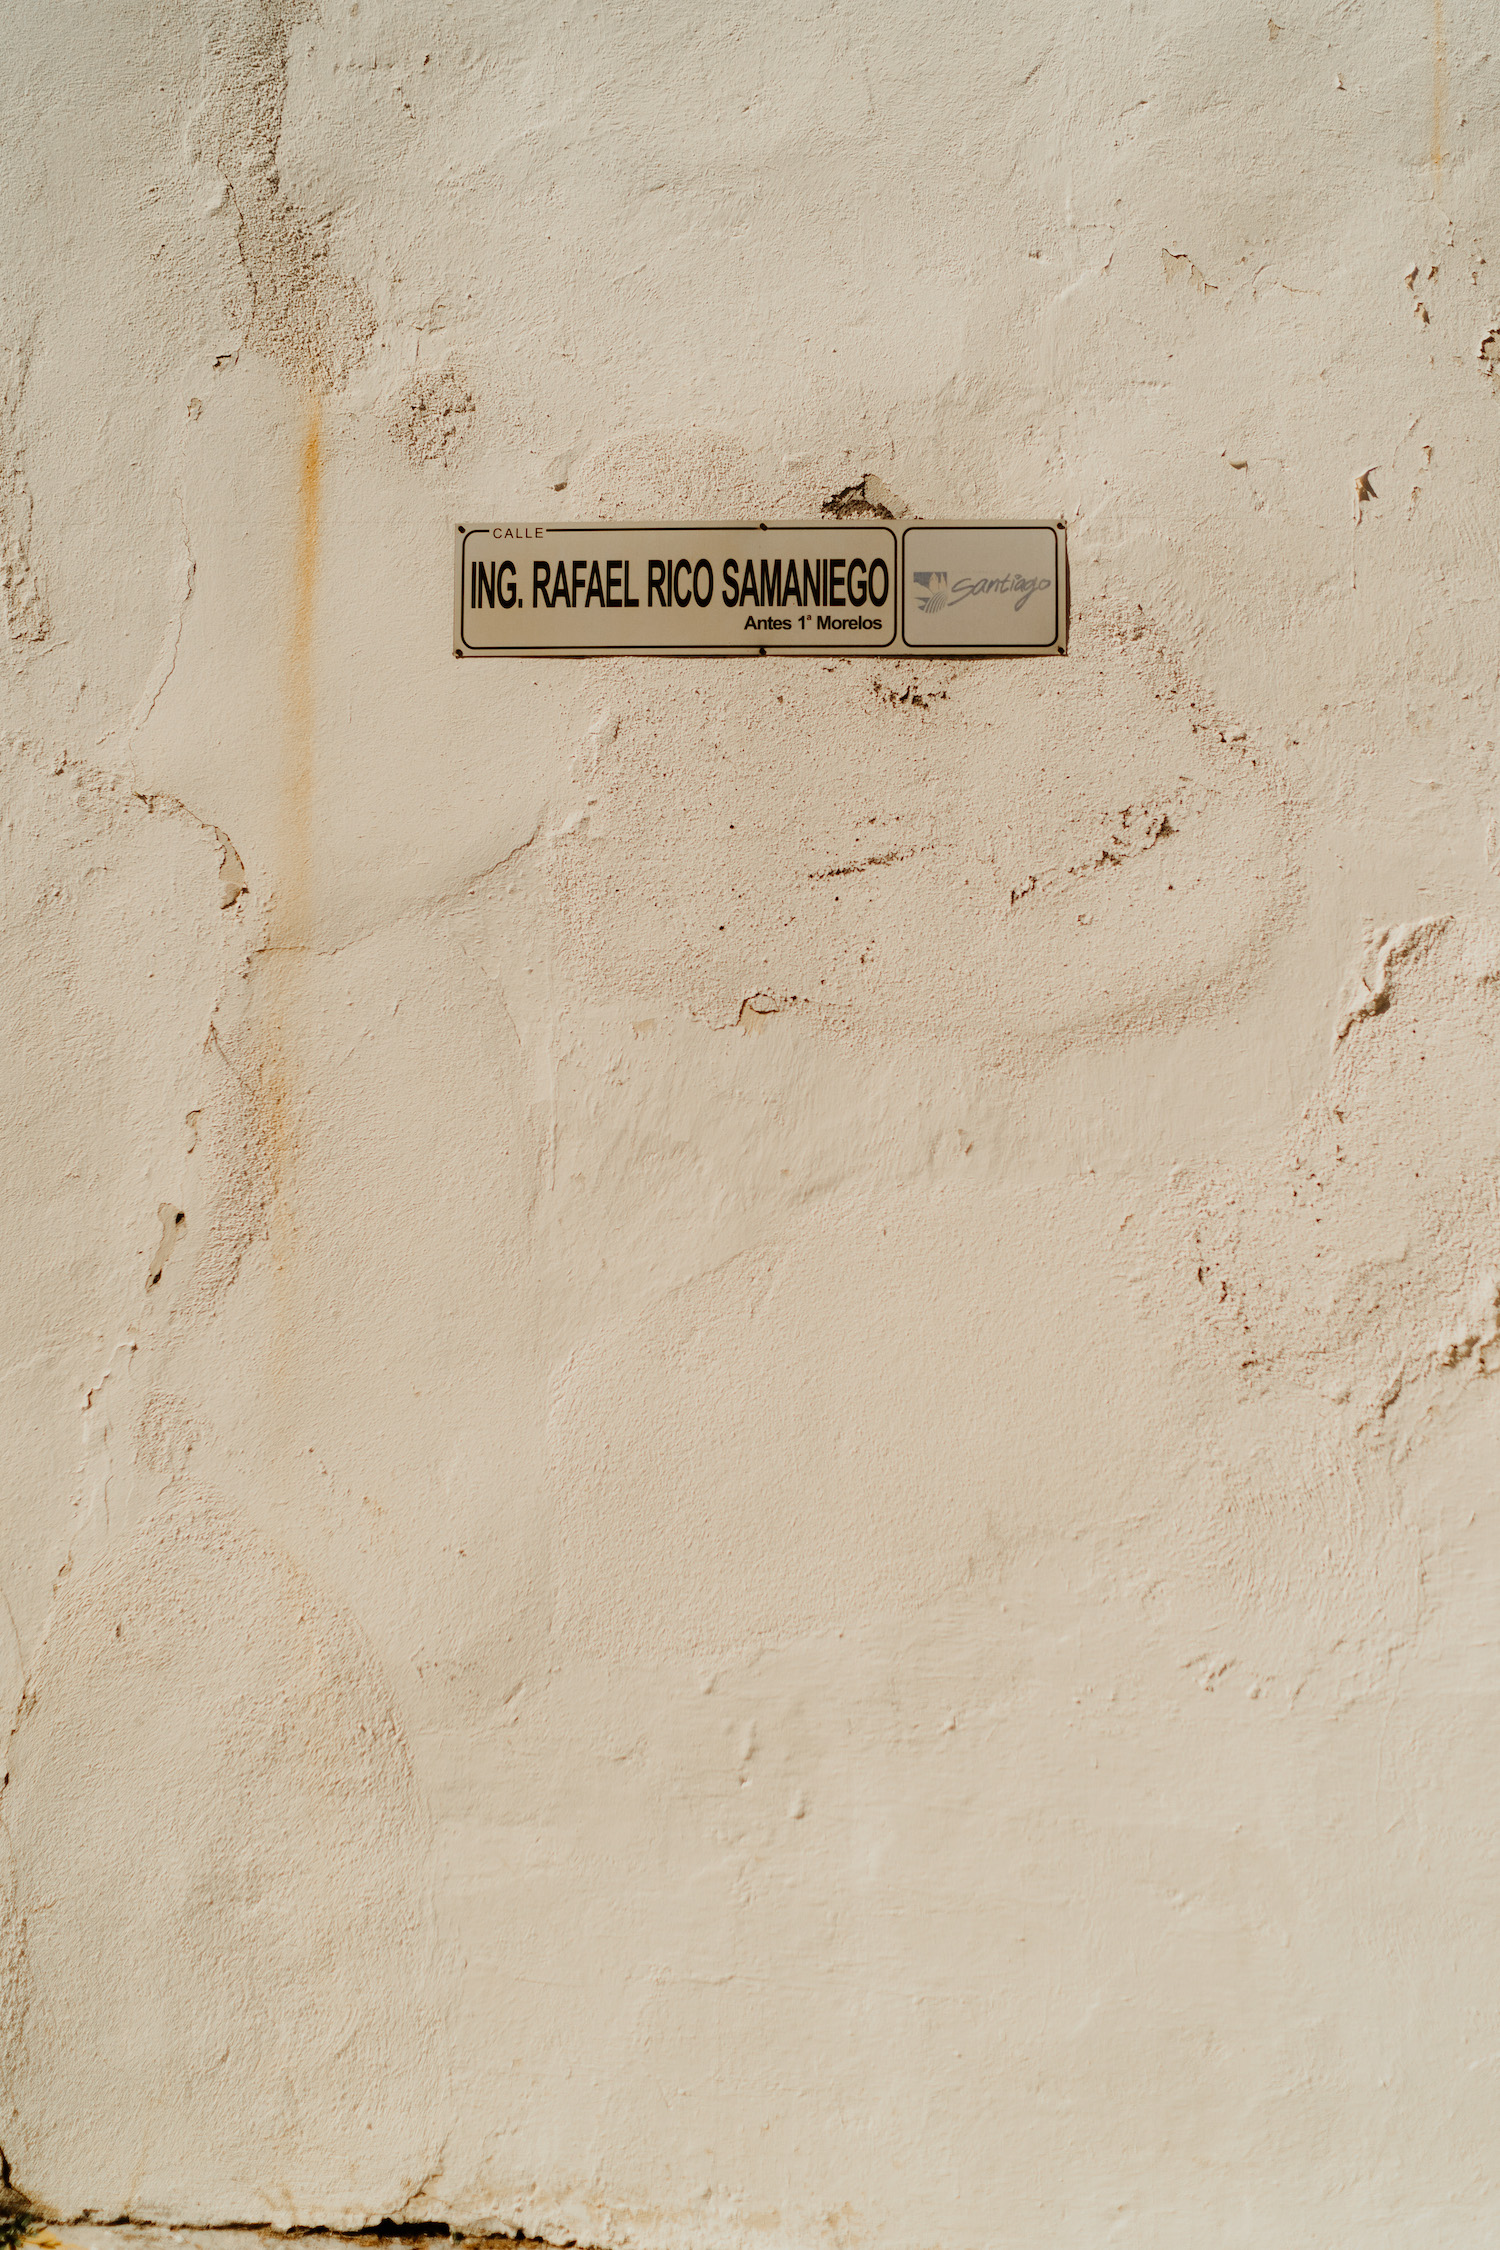 CALLE
ING. RAFAEL RICO SAMANIEGO
Antes 1ª Morelos
Santiago